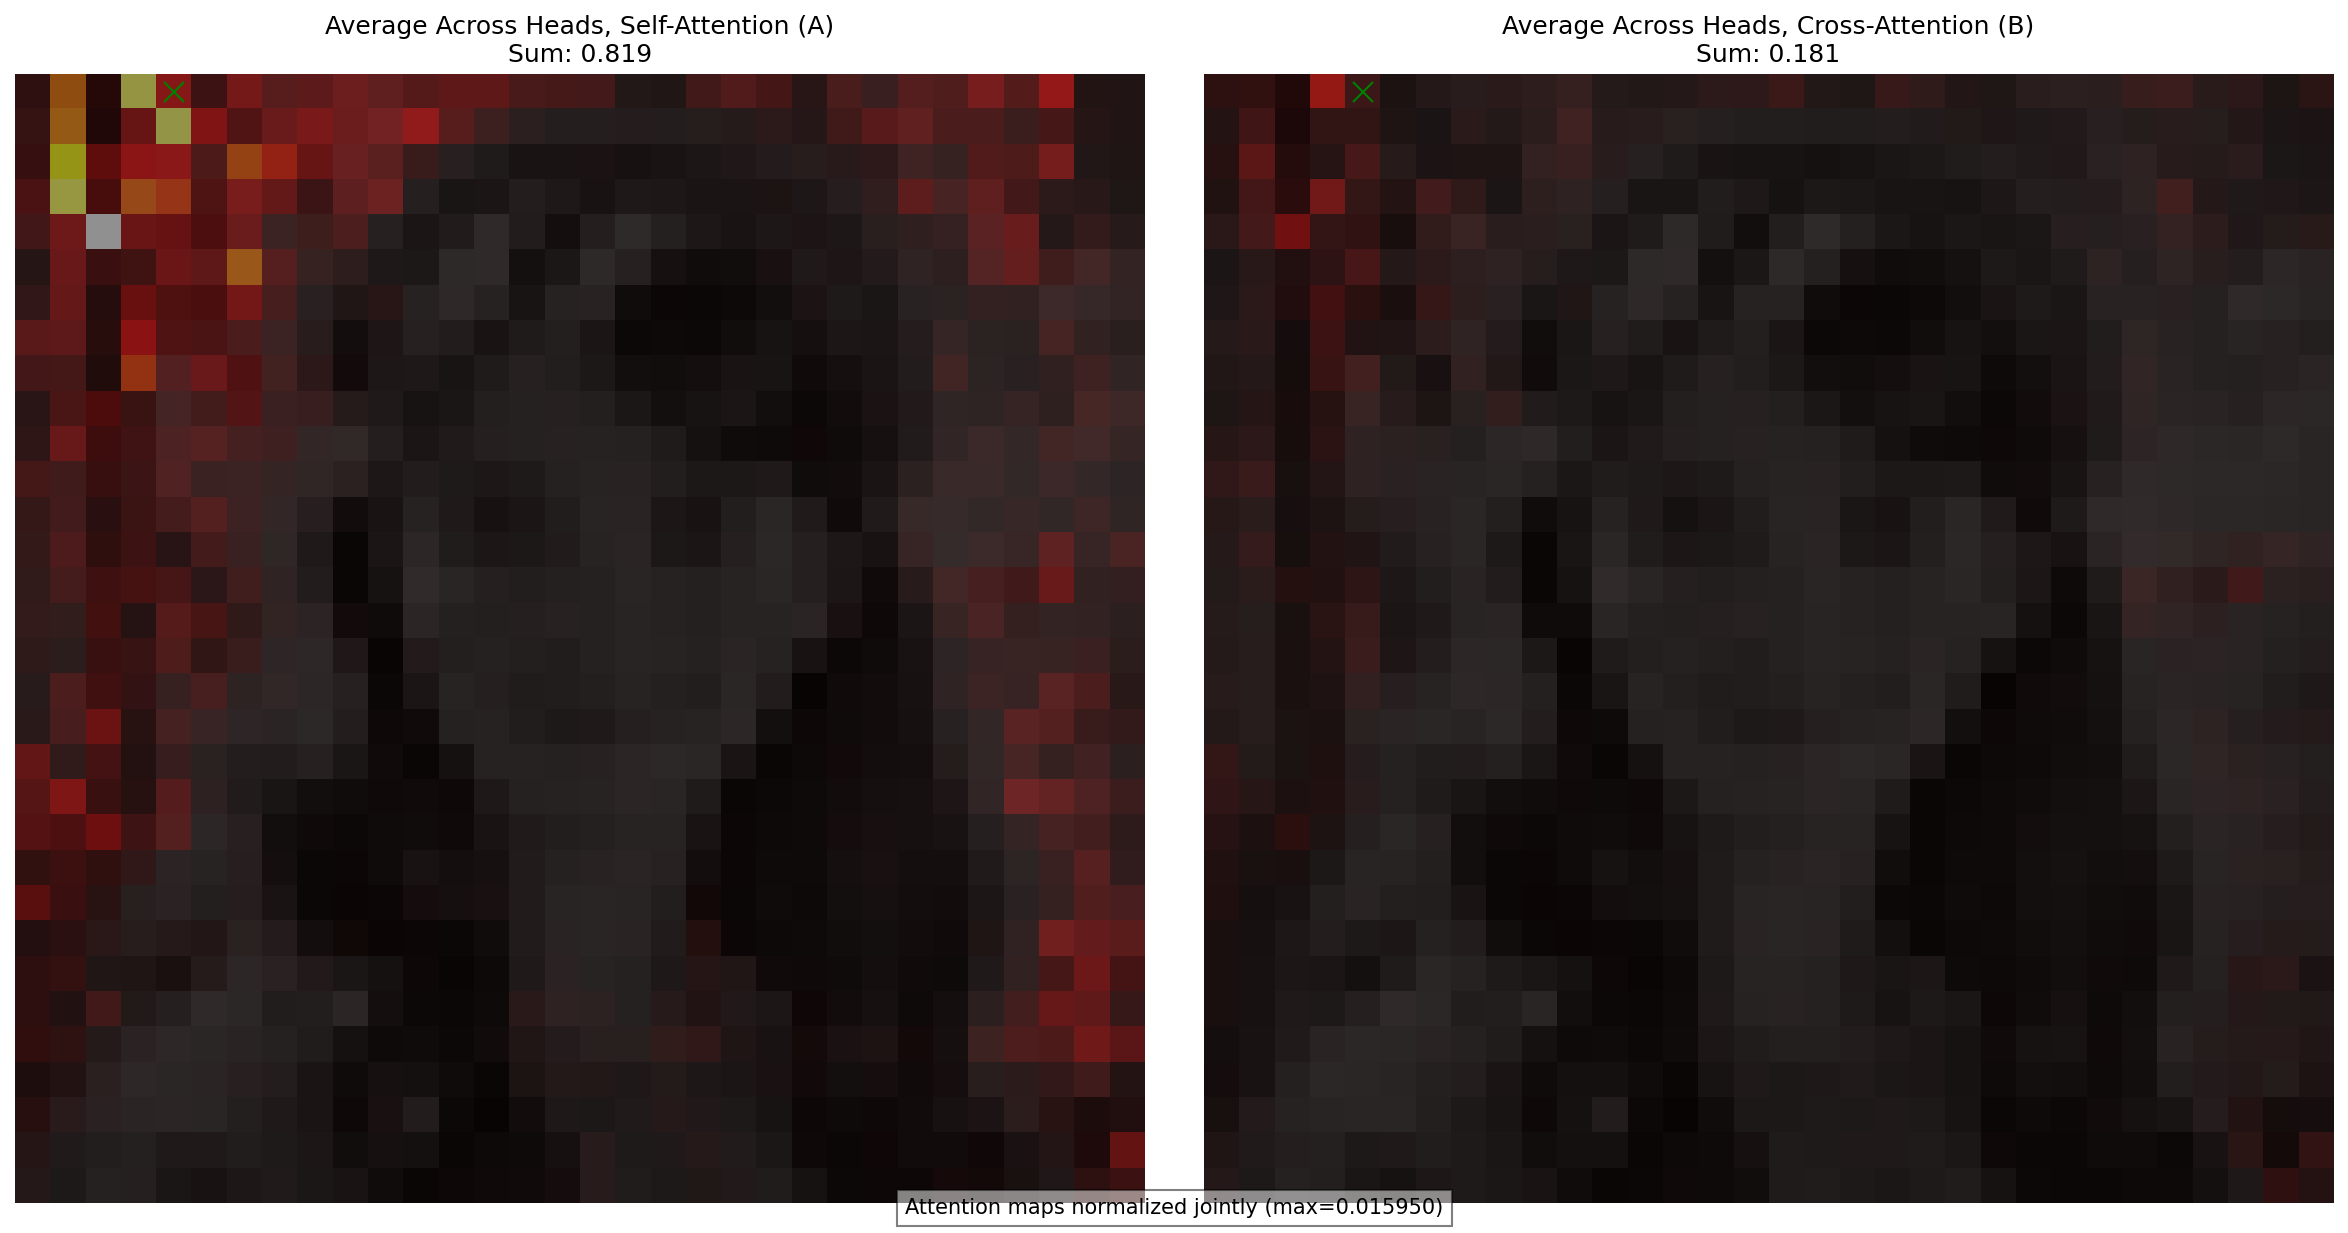 Average Across Heads, Self-Attention (A)
Sum: 0.819
Average Across Heads, Cross-Attention (B)
Sum: 0.181
Attention maps normalized jointly (max=0.015950)